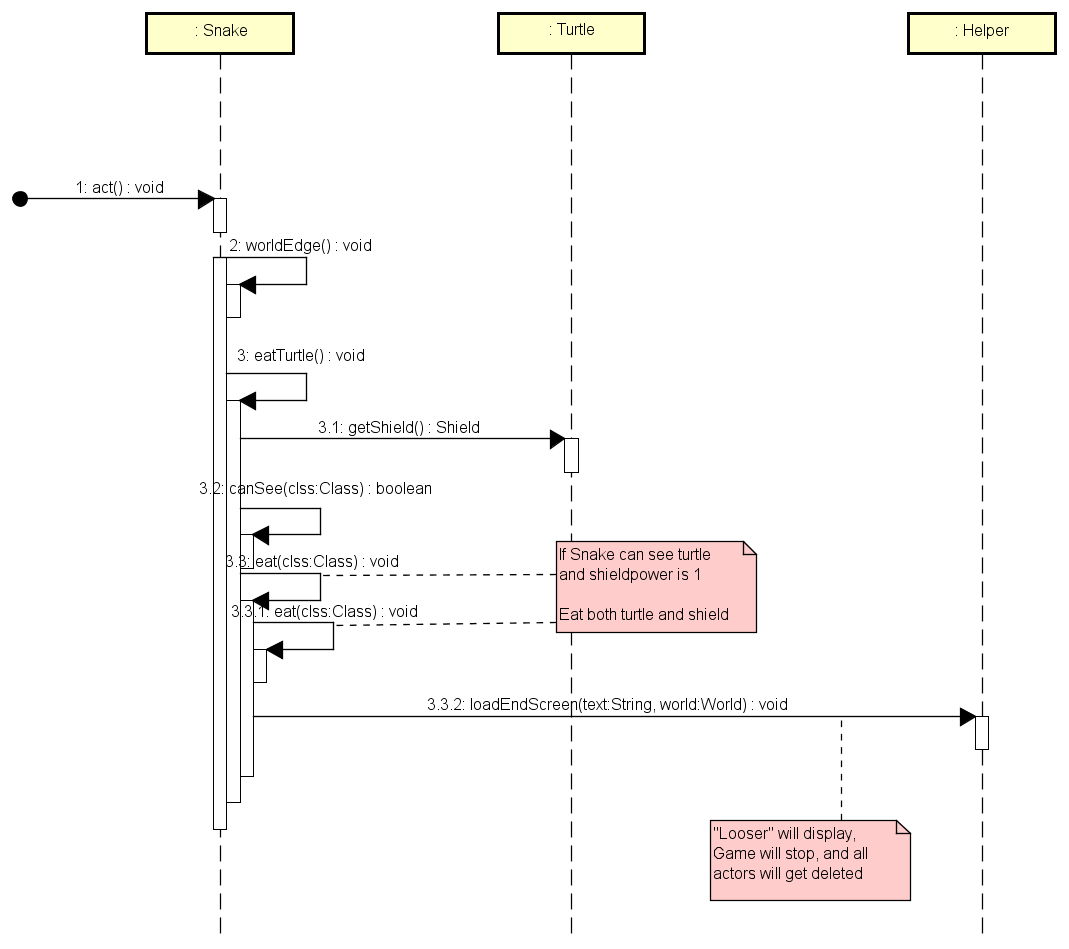 : Snake
: Turtle
: Helper
1: act() : void
2: worldEdge() : void
3: eatTurtle() : void
3.1: getShield() : Shield
3.2: canSee(clss:Class) : boolean
3.3: eat(clss:Class) : void
If Snake can see turtle
and shieldpower is 1
Eat both turtle and shield
3.3.1: eat(clss:Class) : void
3.3.2: loadEndScreen(text:String, world:World) : void
"Looser" will display,
Game will stop, and all
actors will get deleted